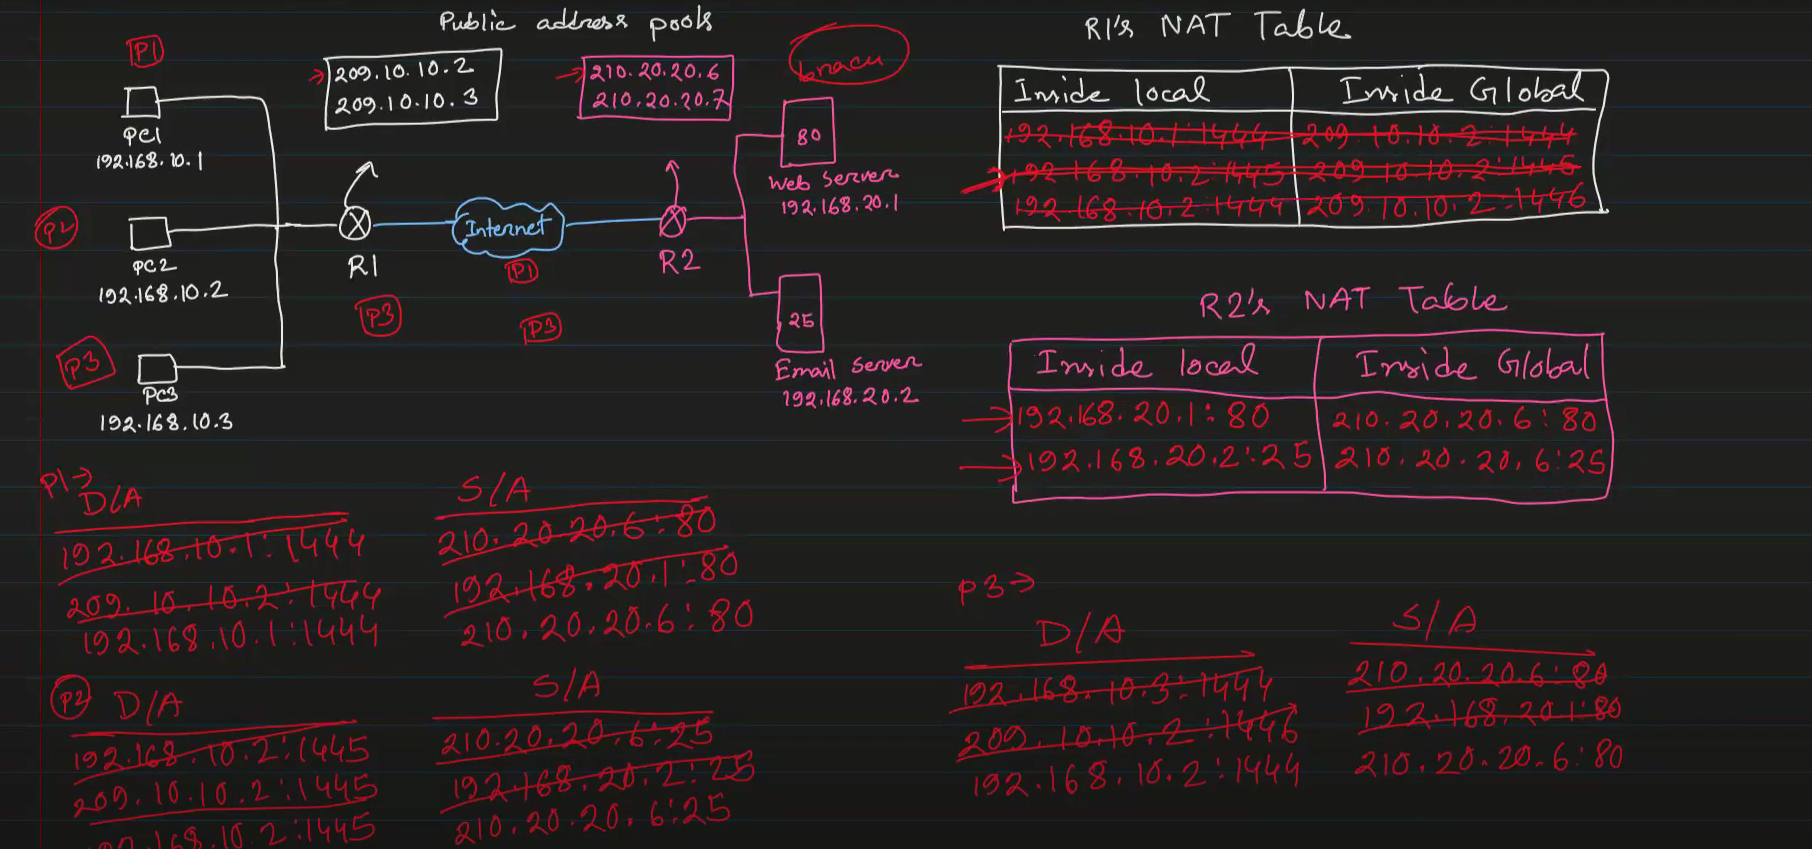 Public address pools
209.10.10.2
209.10.10.3
210.20.20.6
210.20.20.7
bracu
P1
PC1
192.168.10.1
P2
PC2
192.168.10.2
P3
PC3
192.168.10.3
R1
Internet
R2
P1
P3
P3
80
Web Server
192.168.20.1
25
Email Server
192.168.20.2
R1's NAT Table
Inside local Inside Global
192.168.10.1:1444 209.10.10.2:1444
192.168.10.2:1445 209.10.10.2:1445
192.168.10.2:1444 209.10.10.2:1446
R2's NAT Table
Inside local Inside Global
192.168.20.1:80 210.20.20.6:80
192.168.20.2:25 210.20.20.6:25
P1→
D/A S/A
192.168.10.1:1444 210.20.20.6:80
209.10.10.2:1444 192.168.20.1:80
192.168.10.1:1444 210.20.20.6:80
P2 D/A S/A
192.168.10.2:1445 210.20.20.6:25
209.10.10.2:1445 192.168.20.2:25
192.168.10.2:1445 210.20.20.6:25
P3→
D/A S/A
192.168.10.3:1444 210.20.20.6:80
209.10.10.2:1446 192.168.20.1:80
192.168.10.2:1444 210.20.20.6:80